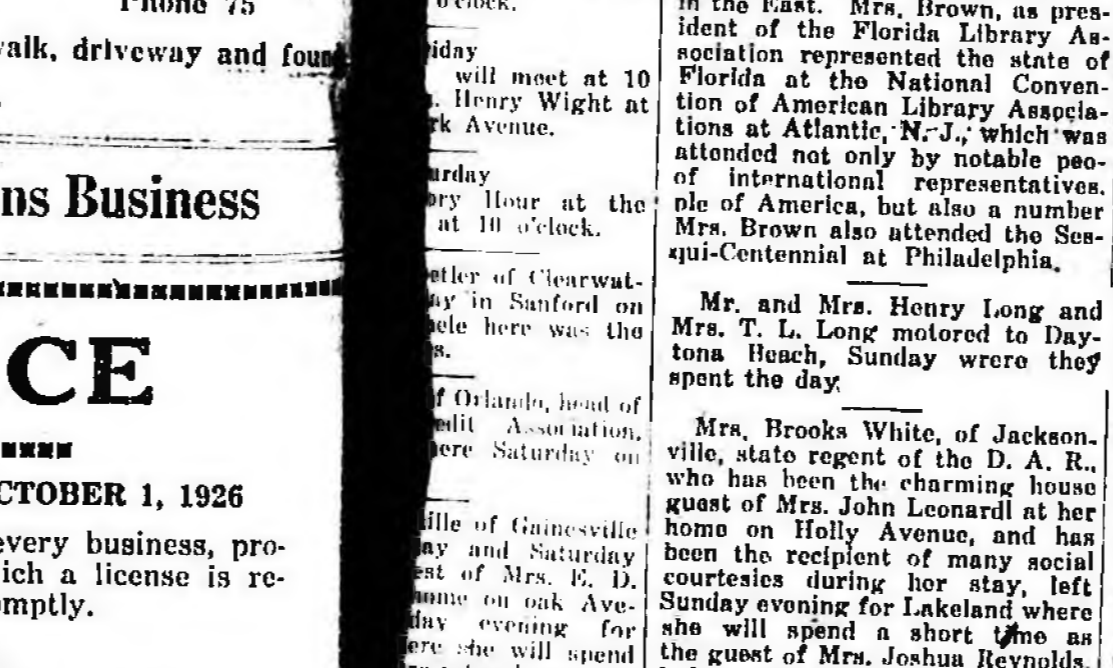 Phone 75
walk, driveway and found
ns Business
CE
OCTOBER 1, 1926
every business, pro-
ich a license is re-
mptly.
o'clock.
iday
will meet at 10
. Henry Wight at
rk Avenue.
urday
ory Hour at the
at 10 o'clock.
etler of Clearwat-
ay in Sanford on
hele here was the
s.
f Orlando, head of
edit Association,
here Saturday on
ille of Gainesville
ay and Saturday
est of Mrs. E. D.
home on oak Ave-
day evening for
ere she will spend
in the East. Mrs. Brown, as pres-
ident of the Florida Library As-
sociation represented the state of
Florida at the National Conven-
tion of American Library Associa-
tions at Atlantic, N. J., which was
attended not only by notable peo-
of international representatives.
ple of America, but also a number
Mrs. Brown also attended the Ses-
qui-Centennial at Philadelphia.
Mr. and Mrs. Henry Long and
Mrs. T. L. Long motored to Day-
tona Beach, Sunday wrere they
spent the day.
Mrs. Brooks White, of Jackson-
ville, state regent of the D. A. R.,
who has been the charming house
guest of Mrs. John Leonardi at her
home on Holly Avenue, and has
been the recipient of many social
courtesies during her stay, left
Sunday evening for Lakeland where
she will spend a short time as
the guest of Mrs. Joshua Reynolds.